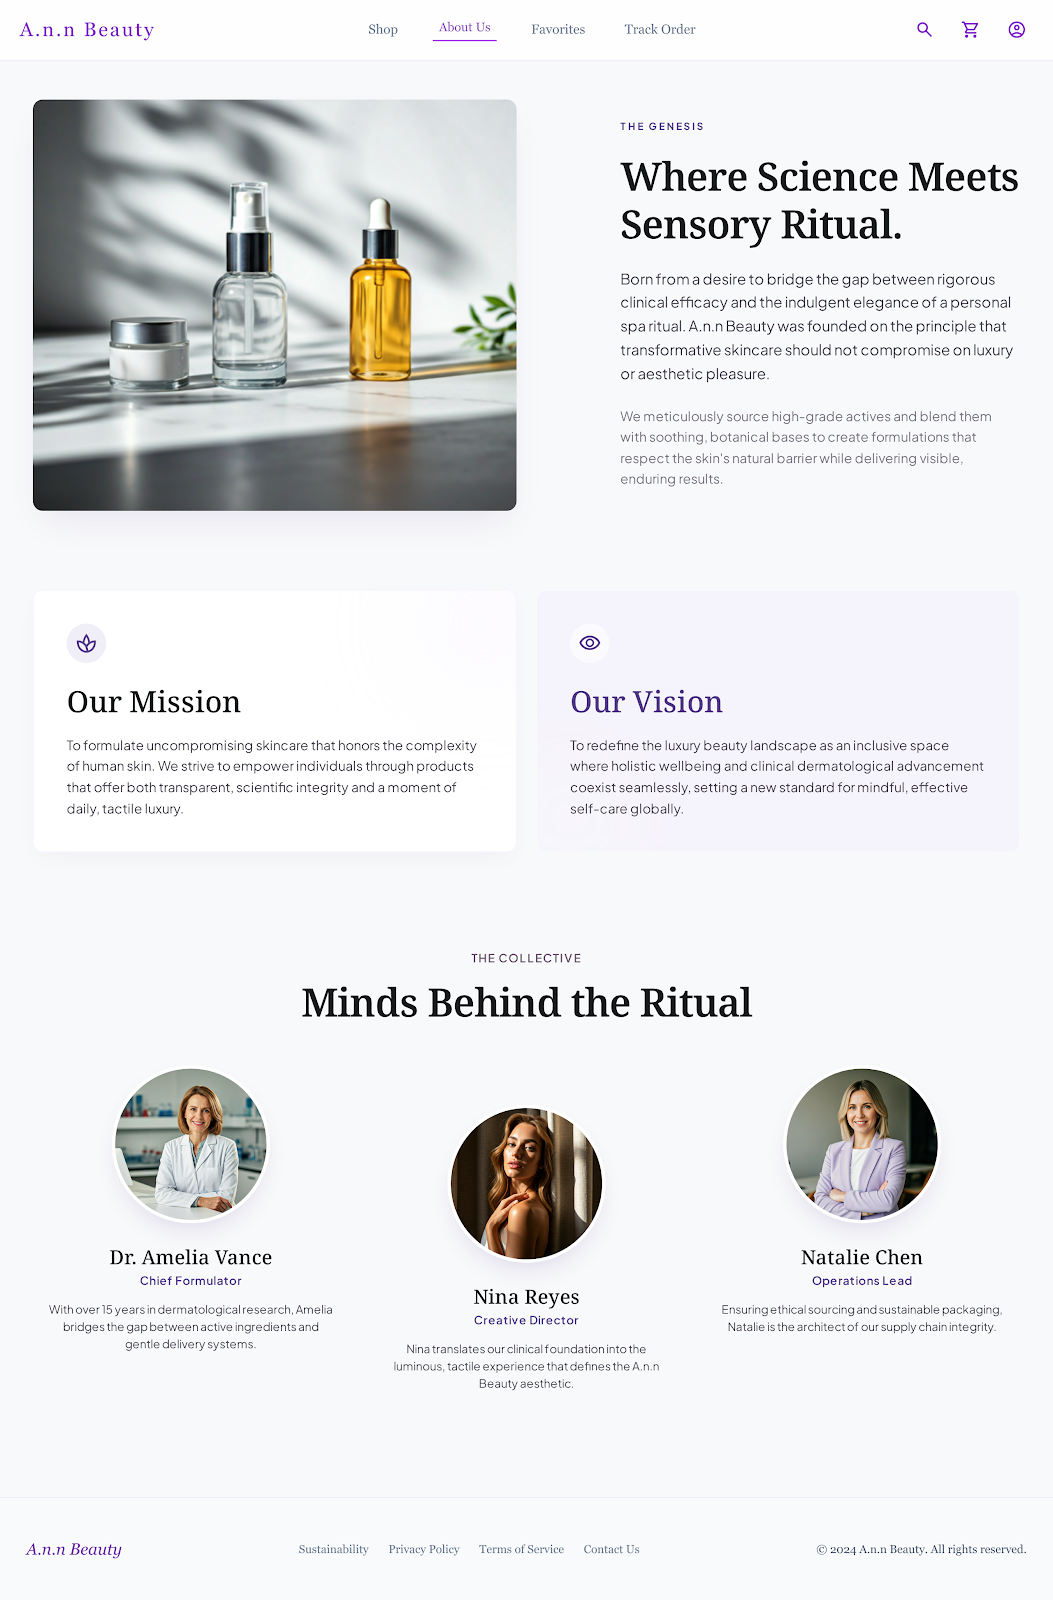 A.n.n Beauty
Shop
About Us
Favorites
Track Order
THE GENESIS
Where Science Meets
Sensory Ritual.
Born from a desire to bridge the gap between rigorous
clinical efficacy and the indulgent elegance of a personal
spa ritual. A.n.n Beauty was founded on the principle that
transformative skincare should not compromise on luxury
or aesthetic pleasure.
We meticulously source high-grade actives and blend them
with soothing, botanical bases to create formulations that
respect the skin's natural barrier while delivering visible,
enduring results.
Our Mission
To formulate uncompromising skincare that honors the complexity
of human skin. We strive to empower individuals through products
that offer both transparent, scientific integrity and a moment of
daily, tactile luxury.
Our Vision
To redefine the luxury beauty landscape as an inclusive space
where holistic wellbeing and clinical dermatological advancement
coexist seamlessly, setting a new standard for mindful, effective
self-care globally.
THE COLLECTIVE
Minds Behind the Ritual
Dr. Amelia Vance
Chief Formulator
With over 15 years in dermatological research, Amelia
bridges the gap between active ingredients and
gentle delivery systems.
Nina Reyes
Creative Director
Nina translates our clinical foundation into the
luminous, tactile experience that defines the A.n.n
Beauty aesthetic.
Natalie Chen
Operations Lead
Ensuring ethical sourcing and sustainable packaging,
Natalie is the architect of our supply chain integrity.
A.n.n Beauty
Sustainability
Privacy Policy
Terms of Service
Contact Us
© 2024 A.n.n Beauty. All rights reserved.